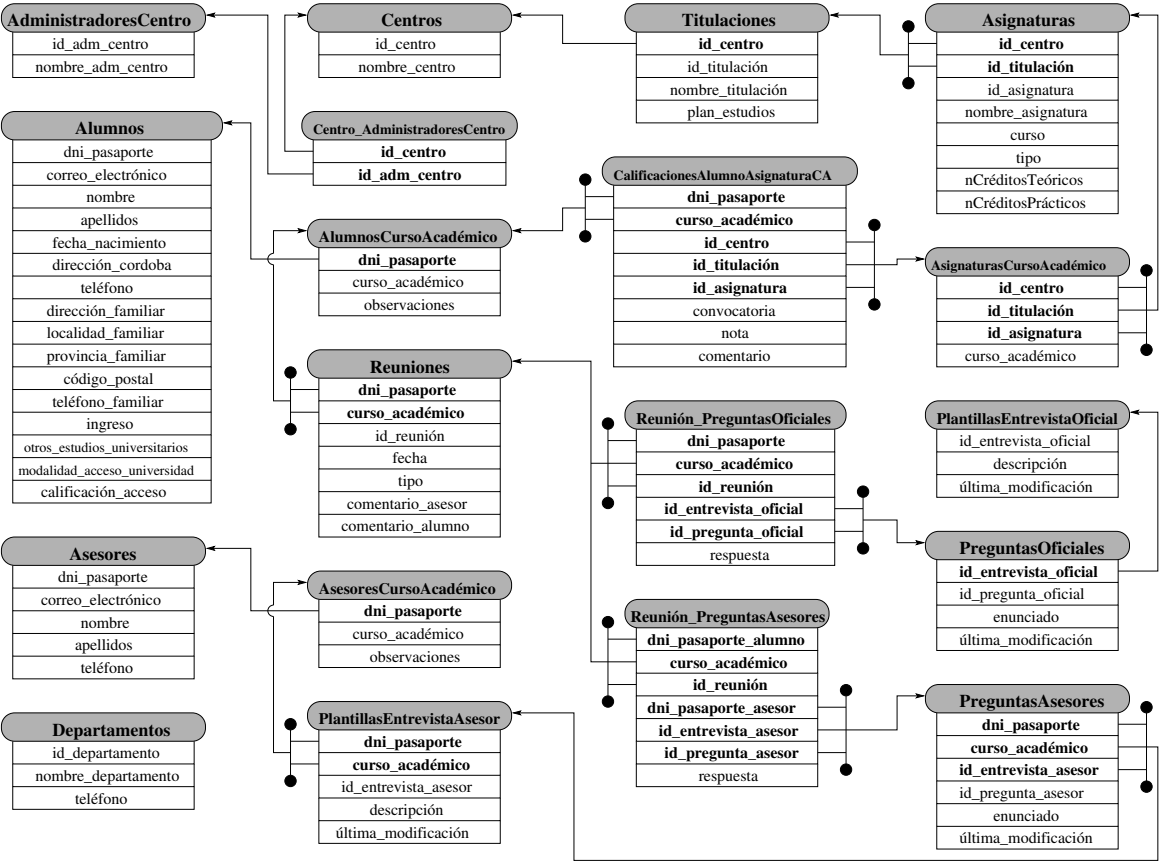 AdministradoresCentro
id_adm_centro
nombre_adm_centro
Centros
id_centro
nombre_centro
Titulaciones
id_centro
id_titulación
nombre_titulación
plan_estudios
Asignaturas
id_centro
id_titulación
id_asignatura
nombre_asignatura
curso
tipo
nCréditosTeóricos
nCréditosPrácticos
Alumnos
dni_pasaporte
correo_electrónico
nombre
apellidos
fecha_nacimiento
dirección_cordoba
teléfono
dirección_familiar
localidad_familiar
provincia_familiar
código_postal
teléfono_familiar
ingreso
otros_estudios_universitarios
modalidad_acceso_universidad
calificación_acceso
Centro_AdministradoresCentro
id_centro
id_adm_centro
CalificacionesAlumnoAsignaturaCA
dni_pasaporte
curso_académico
id_centro
id_titulación
id_asignatura
convocatoria
nota
comentario
AlumnosCursoAcadémico
dni_pasaporte
curso_académico
observaciones
AsignaturasCursoAcadémico
id_centro
id_titulación
id_asignatura
curso_académico
Reuniones
dni_pasaporte
curso_académico
id_reunión
fecha
tipo
comentario_asesor
comentario_alumno
Reunión_PreguntasOficiales
dni_pasaporte
curso_académico
id_reunión
id_entrevista_oficial
id_pregunta_oficial
respuesta
PlantillasEntrevistaOficial
id_entrevista_oficial
descripción
última_modificación
Asesores
dni_pasaporte
correo_electrónico
nombre
apellidos
teléfono
AsesoresCursoAcadémico
dni_pasaporte
curso_académico
observaciones
Reunión_PreguntasAsesores
dni_pasaporte_alumno
curso_académico
id_reunión
dni_pasaporte_asesor
id_entrevista_asesor
id_pregunta_asesor
respuesta
PreguntasOficiales
id_entrevista_oficial
id_pregunta_oficial
enunciado
última_modificación
Departamentos
id_departamento
nombre_departamento
teléfono
PlantillasEntrevistaAsesor
dni_pasaporte
curso_académico
id_entrevista_asesor
descripción
última_modificación
PreguntasAsesores
dni_pasaporte
curso_académico
id_entrevista_asesor
id_pregunta_asesor
enunciado
última_modificación